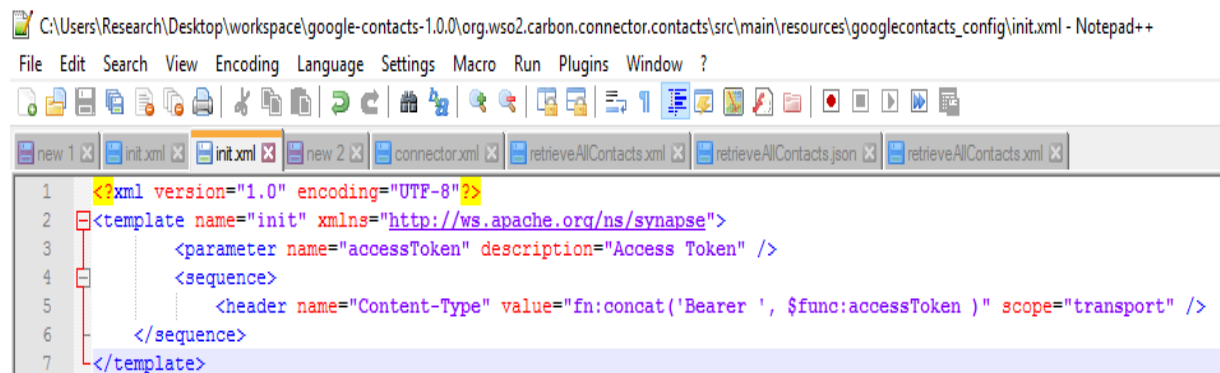 C:\Users\Research\Desktop\workspace\google-contacts-1.0.0\org.wso2.carbon.connector.contacts\src\main\resources\googlecontacts_config\init.xml - Notepad++
File Edit Search View Encoding Language Settings Macro Run Plugins Window ?
new 1 init.xml init.xml new 2 connector.xml retrieveAllContacts.xml retrieveAllContacts.json retrieveAllContacts.xml
1 <?xml version="1.0" encoding="UTF-8"?>
2 <template name="init" xmlns="http://ws.apache.org/ns/synapse">
3 <parameter name="accessToken" description="Access Token" />
4 <sequence>
5 <header name="Content-Type" value="fn:concat('Bearer ', $func:accessToken )" scope="transport" />
6 </sequence>
7 </template>